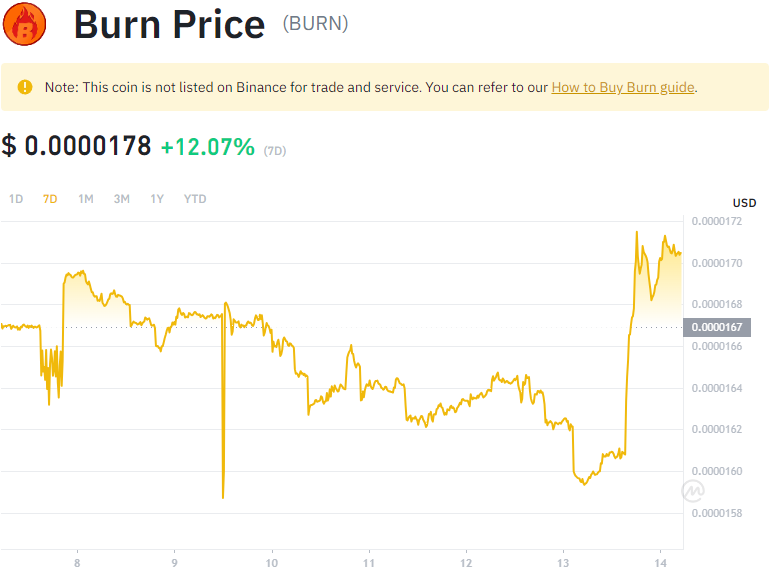 Burn Price (BURN)
Note: This coin is not listed on Binance for trade and service. You can refer to our How to Buy Burn guide.
$ 0.0000178 +12.07% (7D)
1D 7D 1M 3M 1Y YTD
USD
0.0000172
0.0000170
0.0000168
0.0000167
0.0000166
0.0000164
0.0000162
0.0000160
0.0000158
8 9 10 11 12 13 14